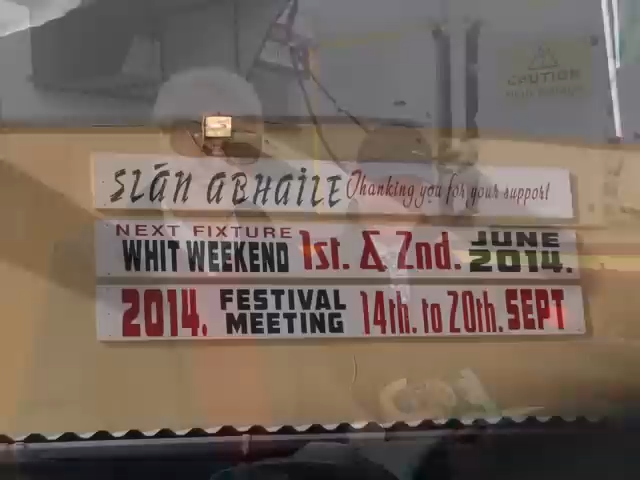 CAUTION
SLÁN ABHAILE Thanking you for your support
NEXT FIXTURE
WHIT WEEKEND 1st. & 2nd. JUNE 2014.
2014. FESTIVAL MEETING 14th. to 20th. SEPT